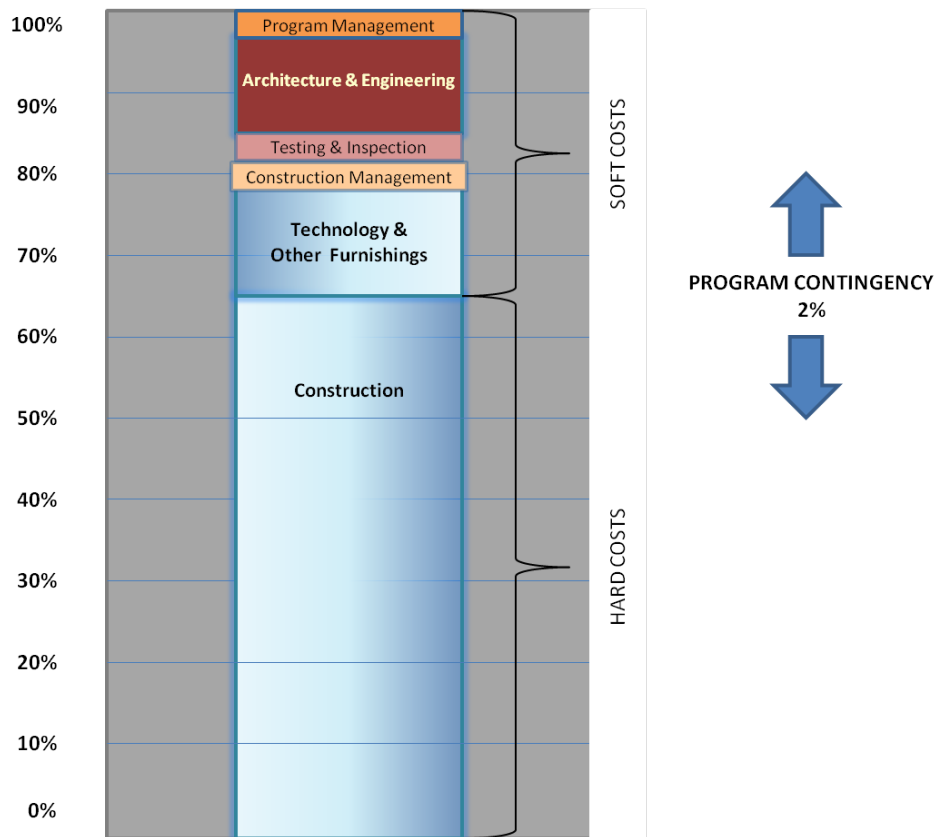 100%
90%
80%
70%
60%
50%
40%
30%
20%
10%
0%
Program Management
Architecture & Engineering
Testing & Inspection
Construction Management
Technology &
Other Furnishings
Construction
SOFT COSTS
HARD COSTS
PROGRAM CONTINGENCY
2%